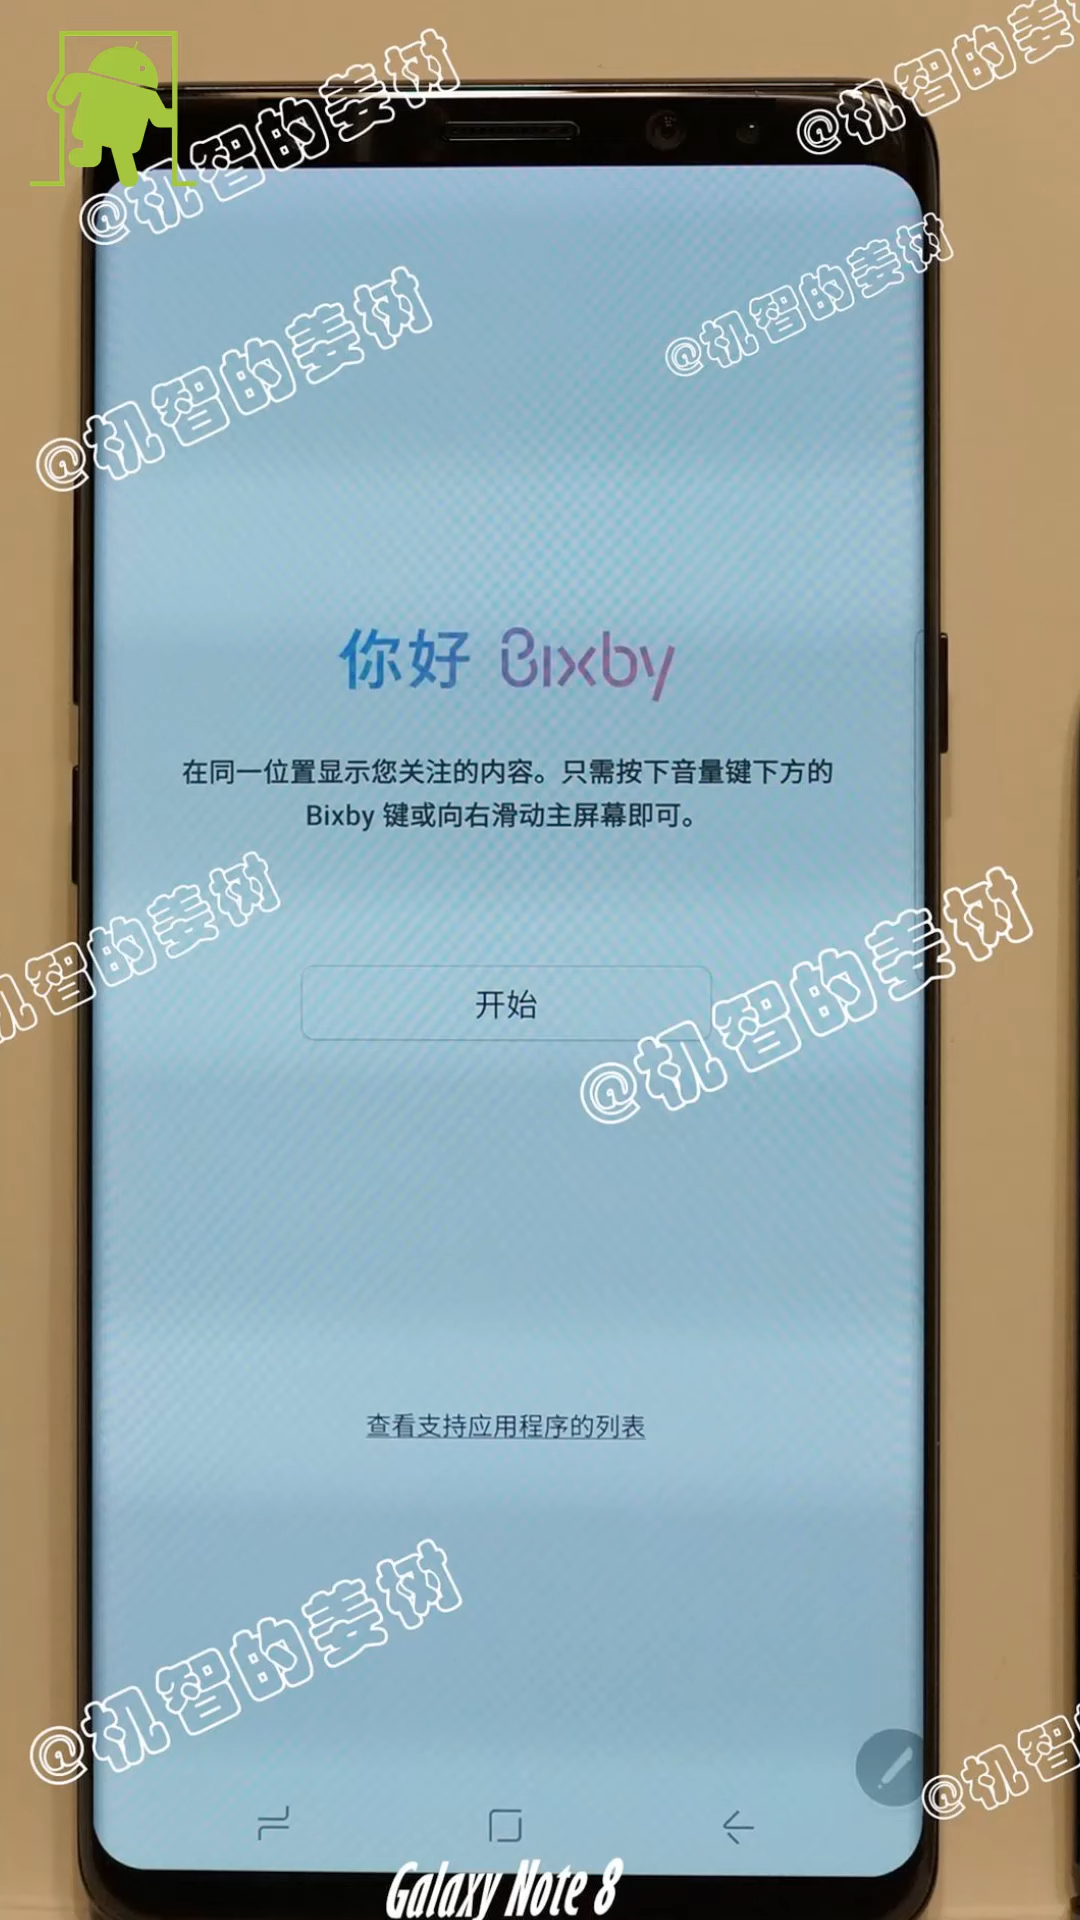 @机智的姜树
@机智的姜树
@机智的姜树
@机智的姜树
你好 Bixby
在同一位置显示您关注的内容。只需按下音量键下方的
Bixby 键或向右滑动主屏幕即可。
机智的姜树
@机智的姜树
开始
查看支持应用程序的列表
@机智的姜树
@机智的
Galaxy Note 8